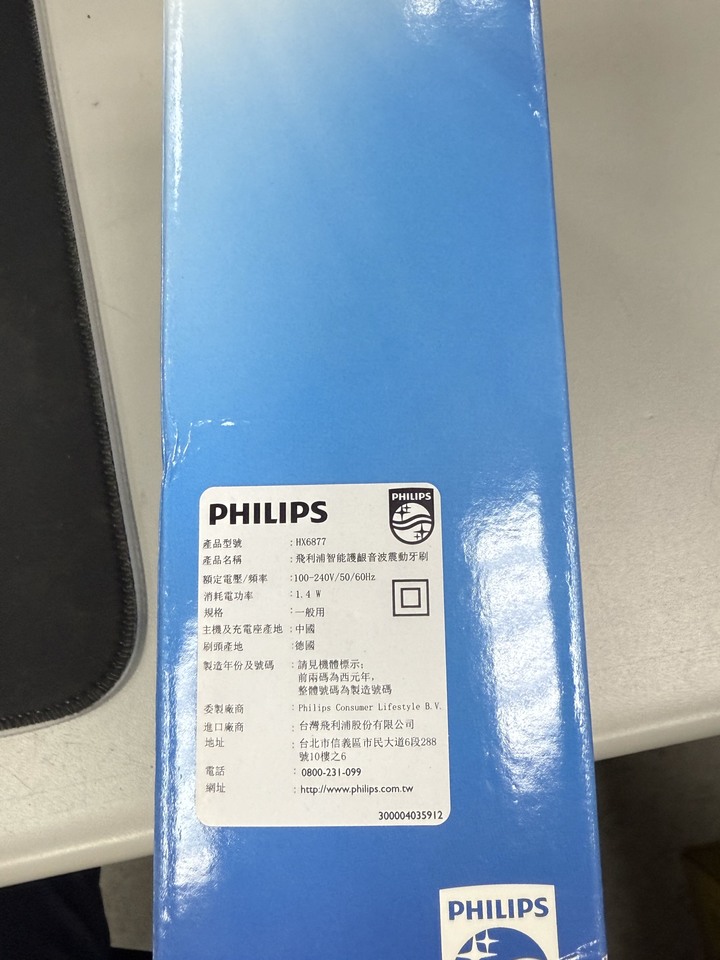 PHILIPS
PHILIPS
產品型號 : HX6877
產品名稱 : 飛利浦智能護齦音波震動牙刷
額定電壓/頻率 : 100-240V/50/60Hz
消耗電功率 : 1.4 W
規格 : 一般用
主機及充電座產地 : 中國
刷頭產地 : 德國
製造年份及號碼 : 請見機體標示;
前兩碼為西元年,
整體號碼為製造號碼
委製廠商 : Philips Consumer Lifestyle B.V.
進口廠商 : 台灣飛利浦股份有限公司
地址 : 台北市信義區市民大道6段288
號10樓之6
電話 : 0800-231-099
網址 : http://www.philips.com.tw
300004035912
PHILIPS